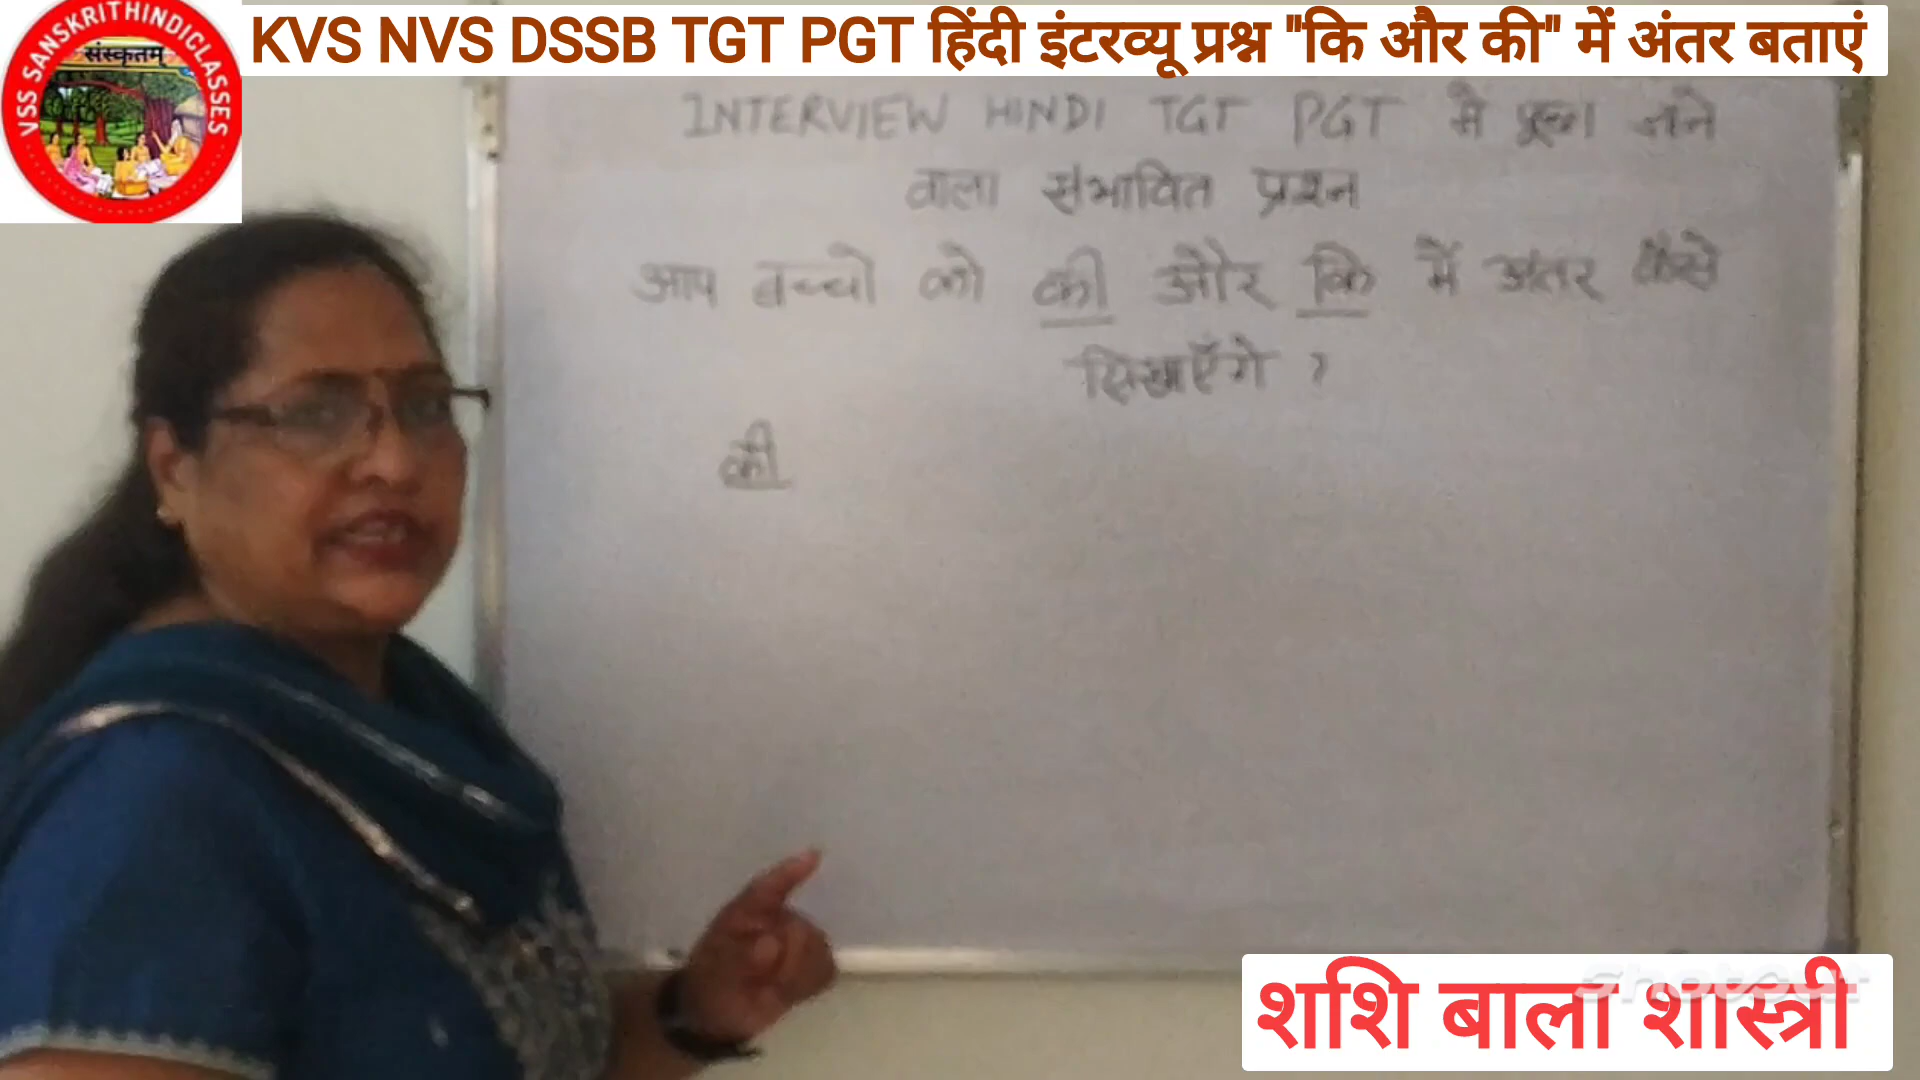 KVS NVS DSSB TGT PGT हिंदी इंटरव्यू प्रश्न "कि और की" में अंतर बताएं
VSS SANSKRITHINDICLASSES
संस्कृतम्
INTERVIEW HINDI TGT PGT में पूछा जाने
वाला संभावित प्रश्न
आप बच्चो को की और कि में अंतर कैसे
सिखाएँगे ?
की
शशि बाला शास्त्री
ShotCut